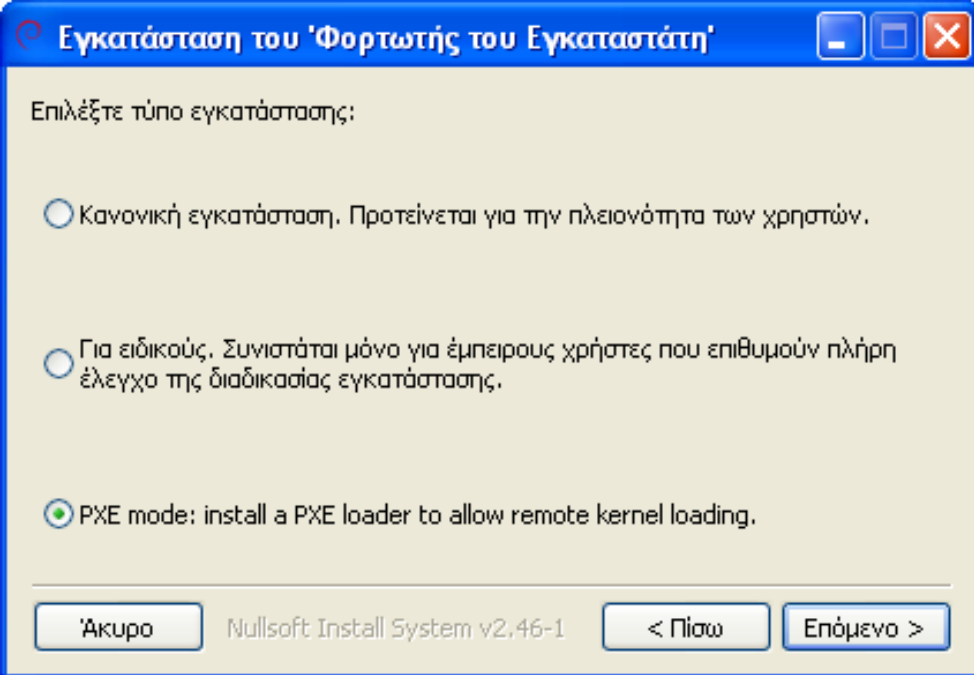 Εγκατάσταση του 'Φορτωτής του Εγκαταστάτη'
Επιλέξτε τύπο εγκατάστασης:
Κανονική εγκατάσταση. Προτείνεται για την πλειονότητα των χρηστών.
Για ειδικούς. Συνιστάται μόνο για έμπειρους χρήστες που επιθυμούν πλήρη
έλεγχο της διαδικασίας εγκατάστασης.
PXE mode: install a PXE loader to allow remote kernel loading.
Άκυρο Nullsoft Install System v2.46-1 < Πίσω Επόμενο >